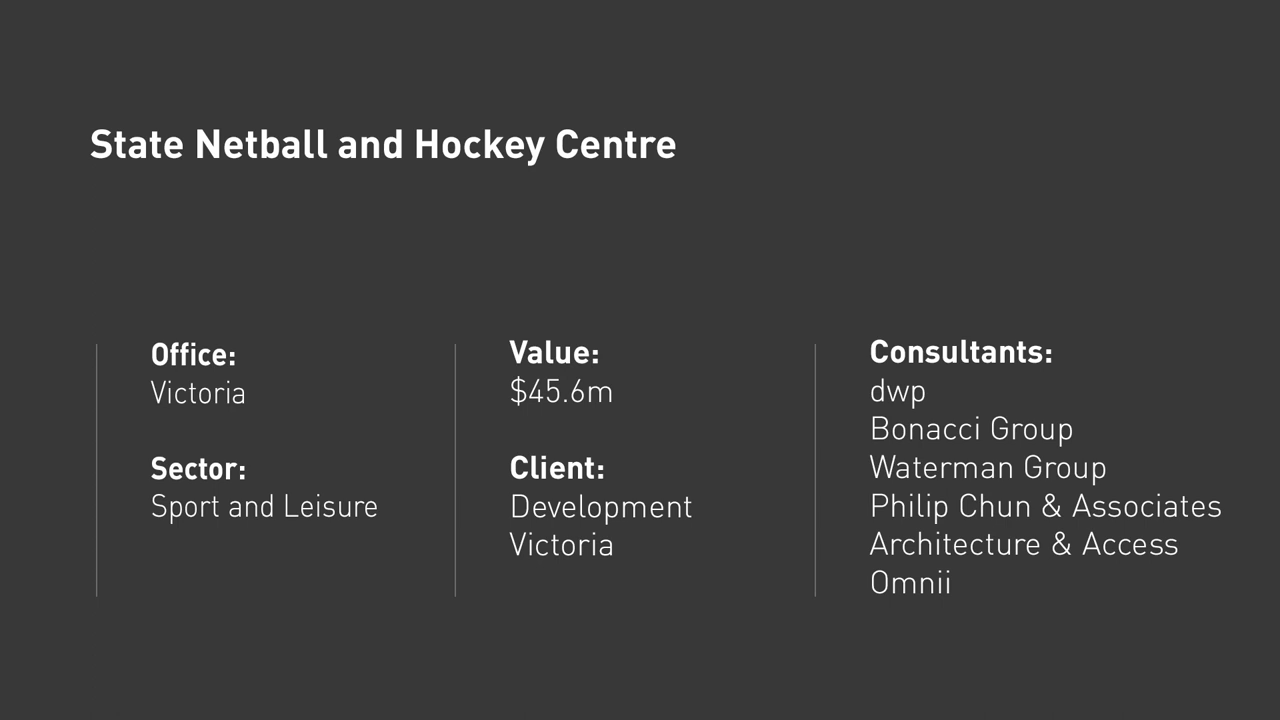 State Netball and Hockey Centre
Office:
Victoria
Sector:
Sport and Leisure
Value:
$45.6m
Client:
Development
Victoria
Consultants:
dwp
Bonacci Group
Waterman Group
Philip Chun & Associates
Architecture & Access
Omnii